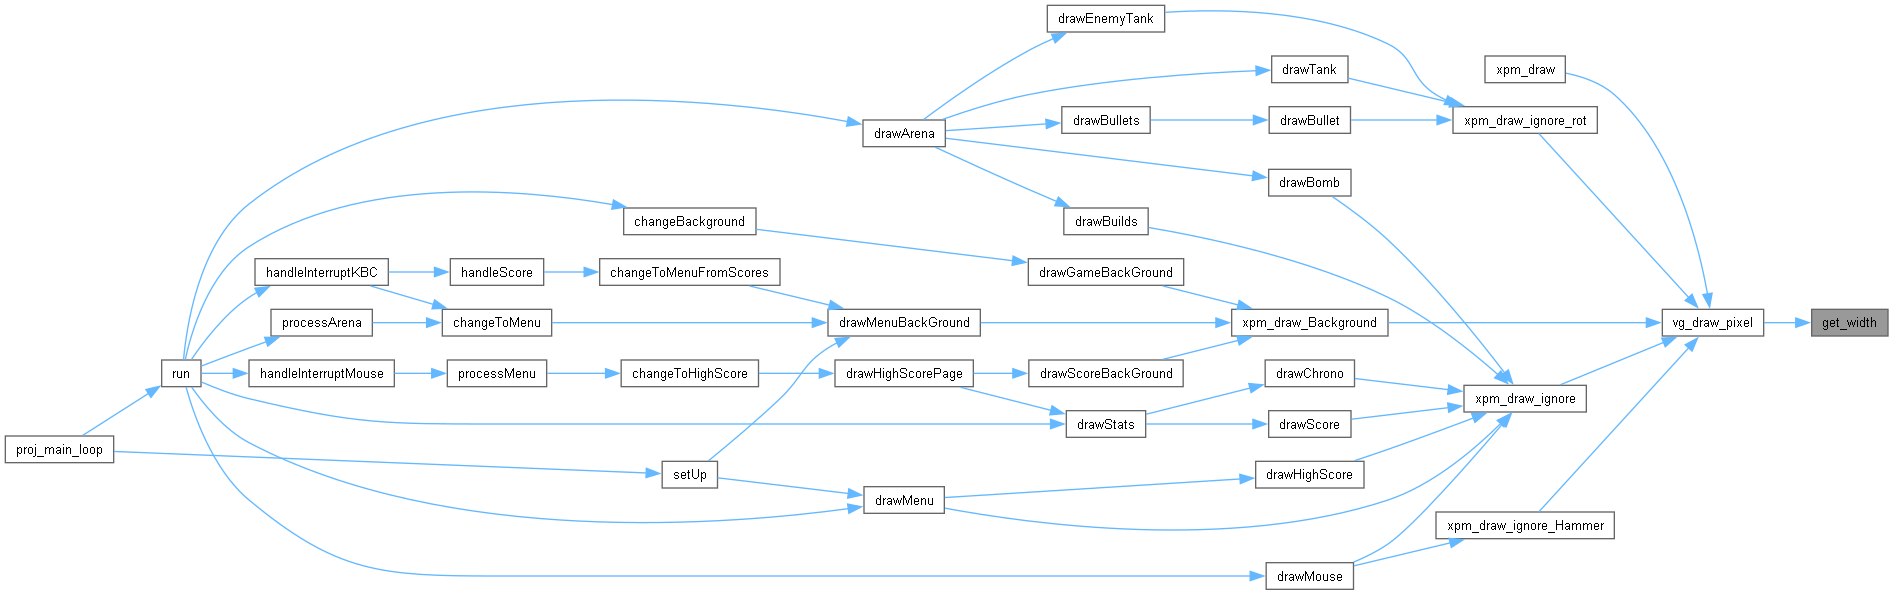 drawEnemyTank
drawTank
xpm_draw
drawBullets
drawBullet
xpm_draw_ignore_rot
drawArena
drawBomb
changeBackground
drawBuilds
handleInterruptKBC
handleScore
changeToMenuFromScores
drawGameBackGround
processArena
changeToMenu
drawMenuBackGround
xpm_draw_Background
vg_draw_pixel
get_width
run
handleInterruptMouse
processMenu
changeToHighScore
drawHighScorePage
drawScoreBackGround
drawChrono
xpm_draw_ignore
drawStats
drawScore
proj_main_loop
setUp
drawHighScore
drawMenu
xpm_draw_ignore_Hammer
drawMouse